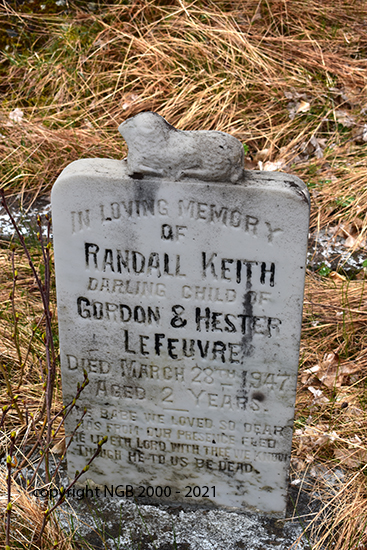 IN LOVING MEMORY
OF
RANDALL KEITH
DARLING CHILD OF
GORDON & HESTER
LEFEUVRE
DIED MARCH 28TH 1947
AGED 2 YEARS.
BABE WE LOVED SO DEAR
HAS FROM OUR PRESENCE FLED
HE LIVETH LORD WITH THEE WE KNOW
THOUGH HE TO US BE DEAD.
copyright NGB 2000 - 2021